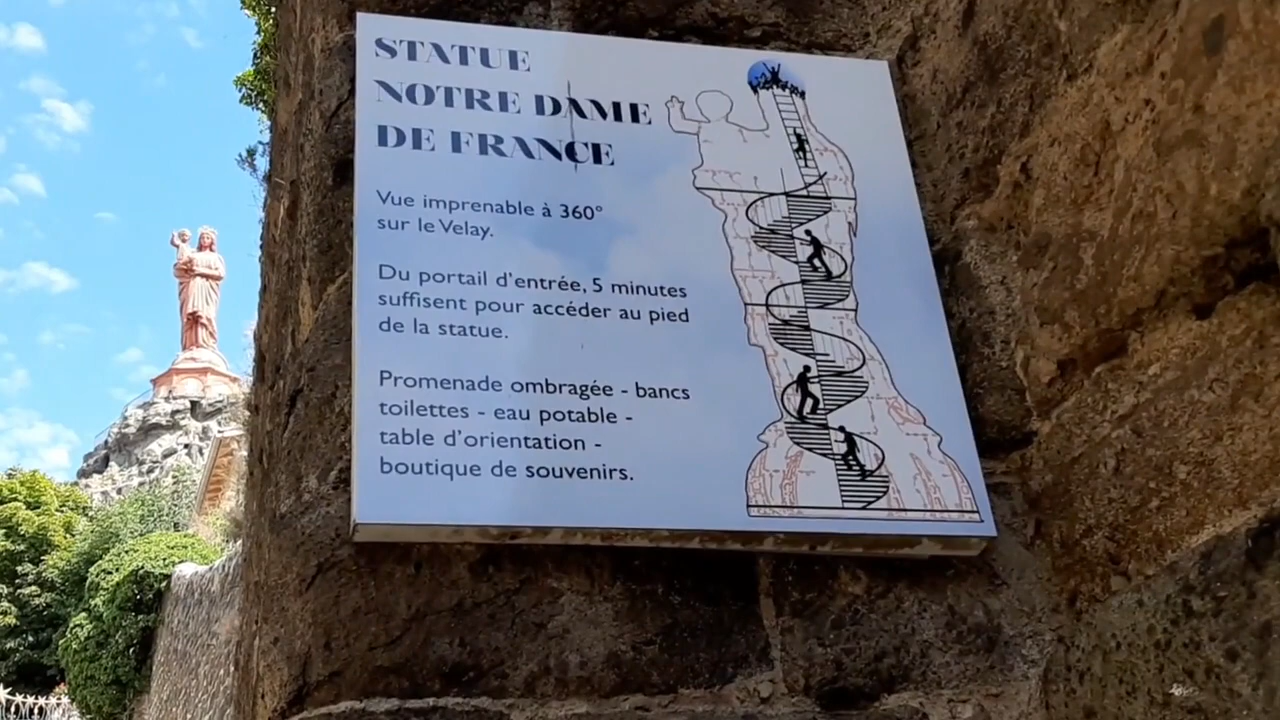 STATUE
NOTRE DAME
DE FRANCE
Vue imprenable à 360°
sur le Velay.
Du portail d'entrée, 5 minutes
suffisent pour accéder au pied
de la statue.
Promenade ombragée - bancs
toilettes - eau potable -
table d'orientation -
boutique de souvenirs.